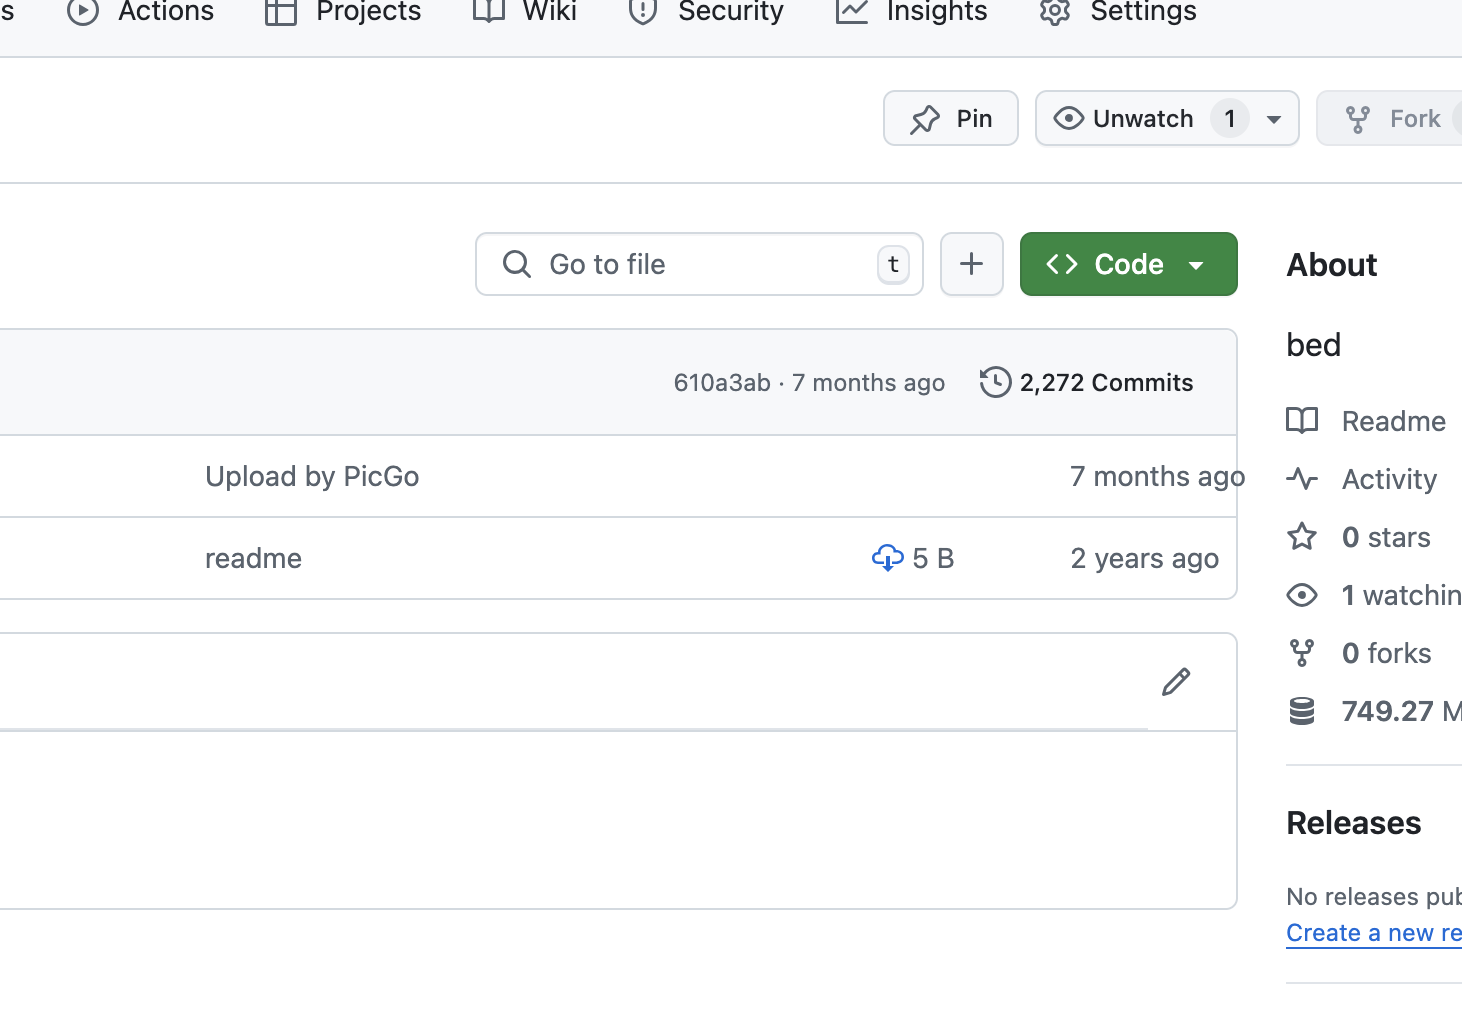 s Actions Projects Wiki Security Insights Settings
Pin Unwatch 1 Fork
Go to file t + <> Code
610a3ab · 7 months ago 2,272 Commits
Upload by PicGo 7 months ago
readme 5 B 2 years ago
About
bed
Readme
Activity
0 stars
1 watchin
0 forks
749.27 M
Releases
No releases pub
Create a new re